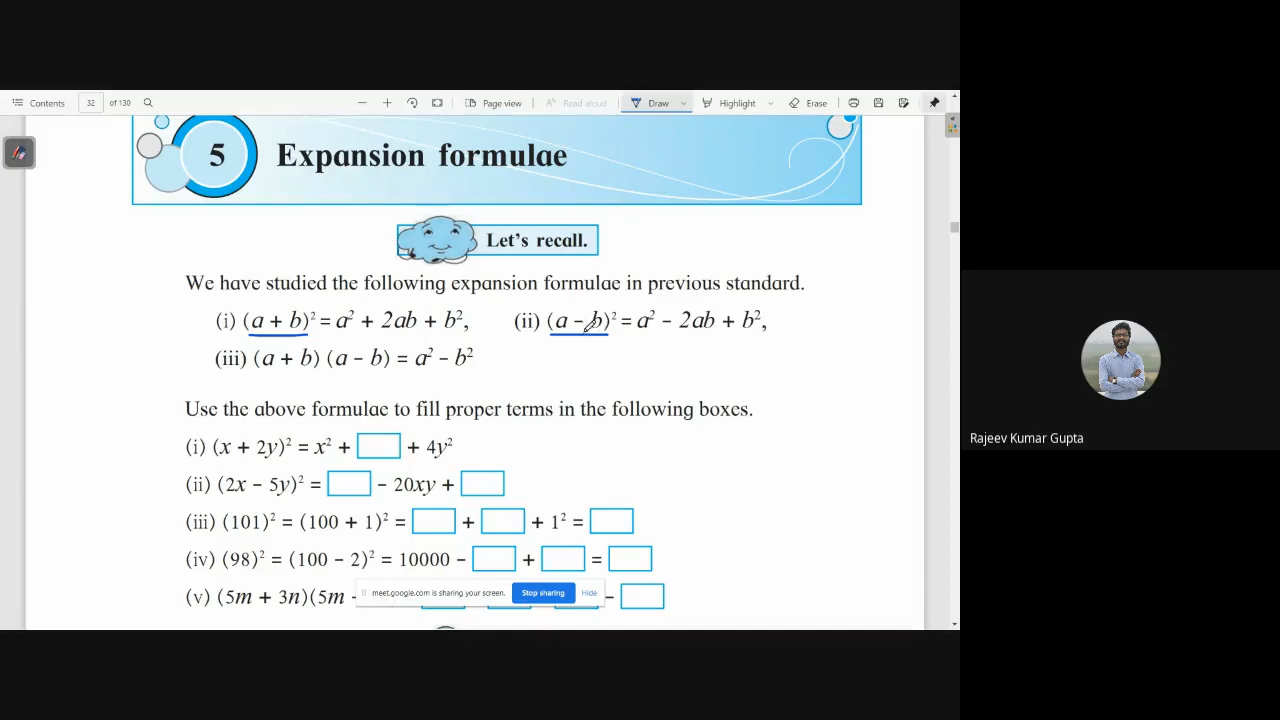 Contents 32 of 130 Page view Read aloud Draw Highlight Erase
5 Expansion formulae
Let's recall.
We have studied the following expansion formulae in previous standard.
(i) (a + b)² = a² + 2ab + b², (ii) (a − b)² = a² − 2ab + b²,
(iii) (a + b) (a − b) = a² − b²
Use the above formulae to fill proper terms in the following boxes.
(i) (x + 2y)² = x² + □ + 4y²
(ii) (2x − 5y)² = □ − 20xy + □
(iii) (101)² = (100 + 1)² = □ + □ + 1² = □
(iv) (98)² = (100 − 2)² = 10000 − □ + □ = □
(v) (5m + 3n)(5m − □
meet.google.com is sharing your screen. Stop sharing Hide
Rajeev Kumar Gupta